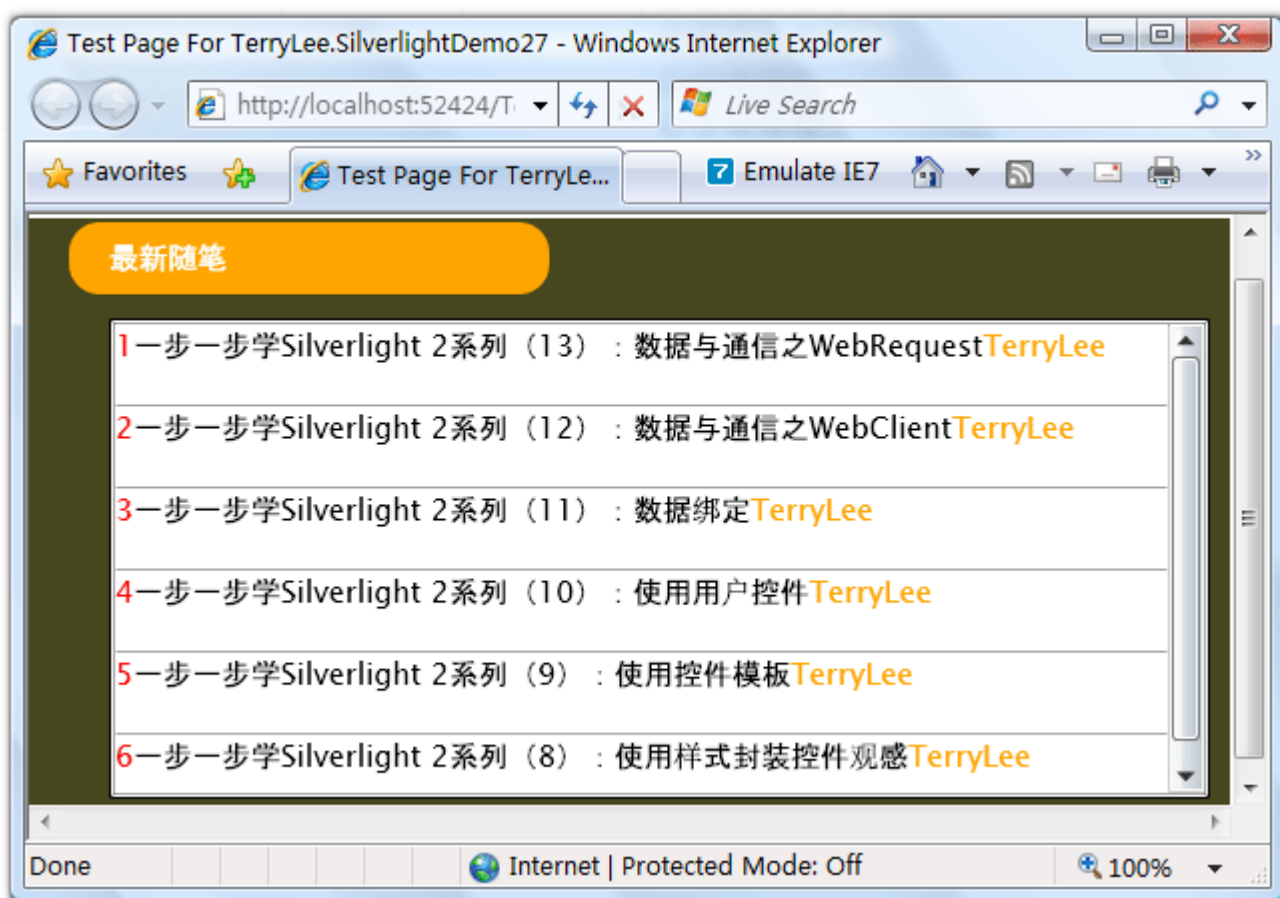 Test Page For TerryLee.SilverlightDemo27 - Windows Internet Explorer
http://localhost:52424/T Live Search
Favorites Test Page For TerryLe... Emulate IE7
最新随笔
1一步一步学Silverlight 2系列（13）：数据与通信之WebRequestTerryLee
2一步一步学Silverlight 2系列（12）：数据与通信之WebClientTerryLee
3一步一步学Silverlight 2系列（11）：数据绑定TerryLee
4一步一步学Silverlight 2系列（10）：使用用户控件TerryLee
5一步一步学Silverlight 2系列（9）：使用控件模板TerryLee
6一步一步学Silverlight 2系列（8）：使用样式封装控件观感TerryLee
Done Internet | Protected Mode: Off 100%